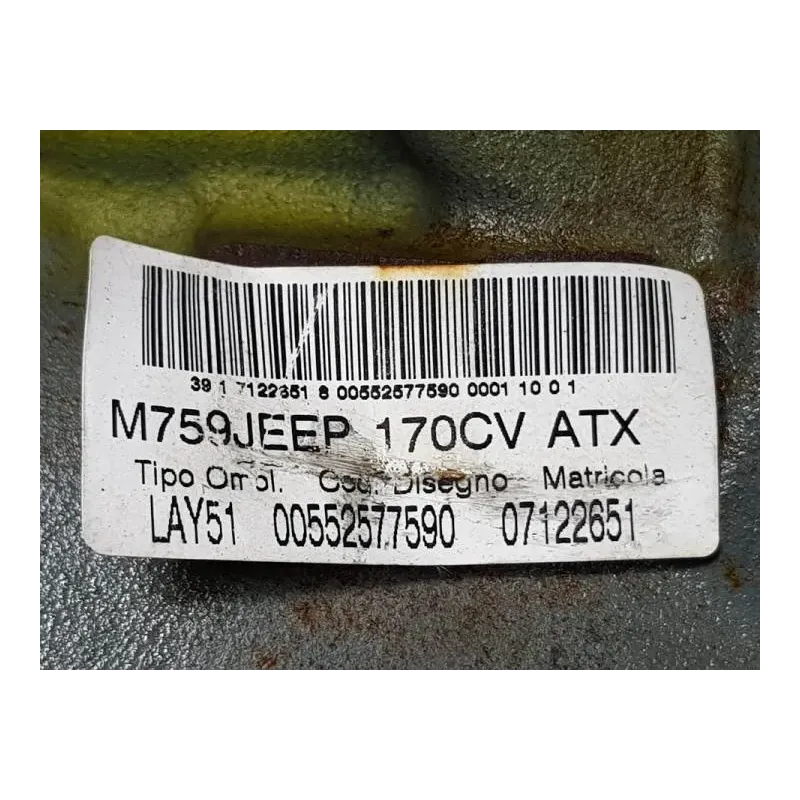 39 1 7122651 8 00552577590 0001 10 0 1
M759JEEP 170CV ATX
Tipo Omol. Cod. Disegno Matricola
LAY51 00552577590 07122651